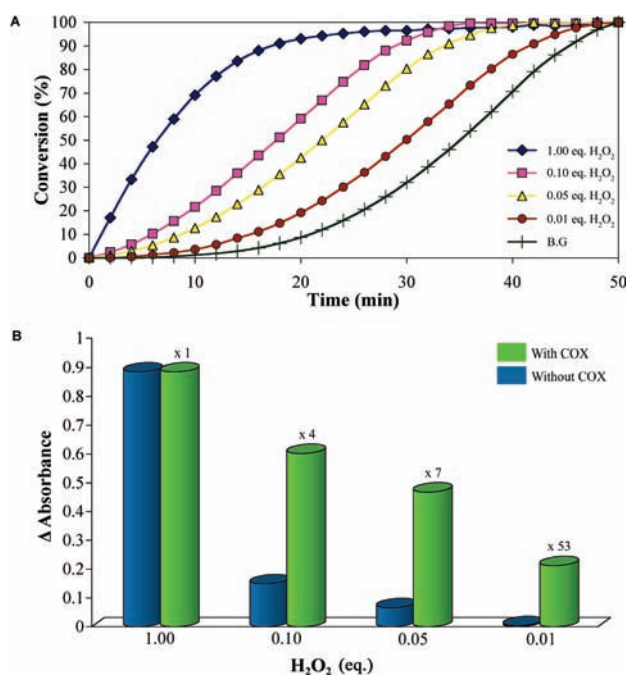 A
Conversion (%)
100
90
80
70
60
50
40
30
20
10
0
1.00 eq. H₂O₂
0.10 eq. H₂O₂
0.05 eq. H₂O₂
0.01 eq. H₂O₂
B.G
0 10 20 30 40 50
Time (min)
B
Δ Absorbance
1
0.9
0.8
0.7
0.6
0.5
0.4
0.3
0.2
0.1
0
With COX
Without COX
x 1
x 4
x 7
x 53
1.00 0.10 0.05 0.01
H₂O₂ (eq.)